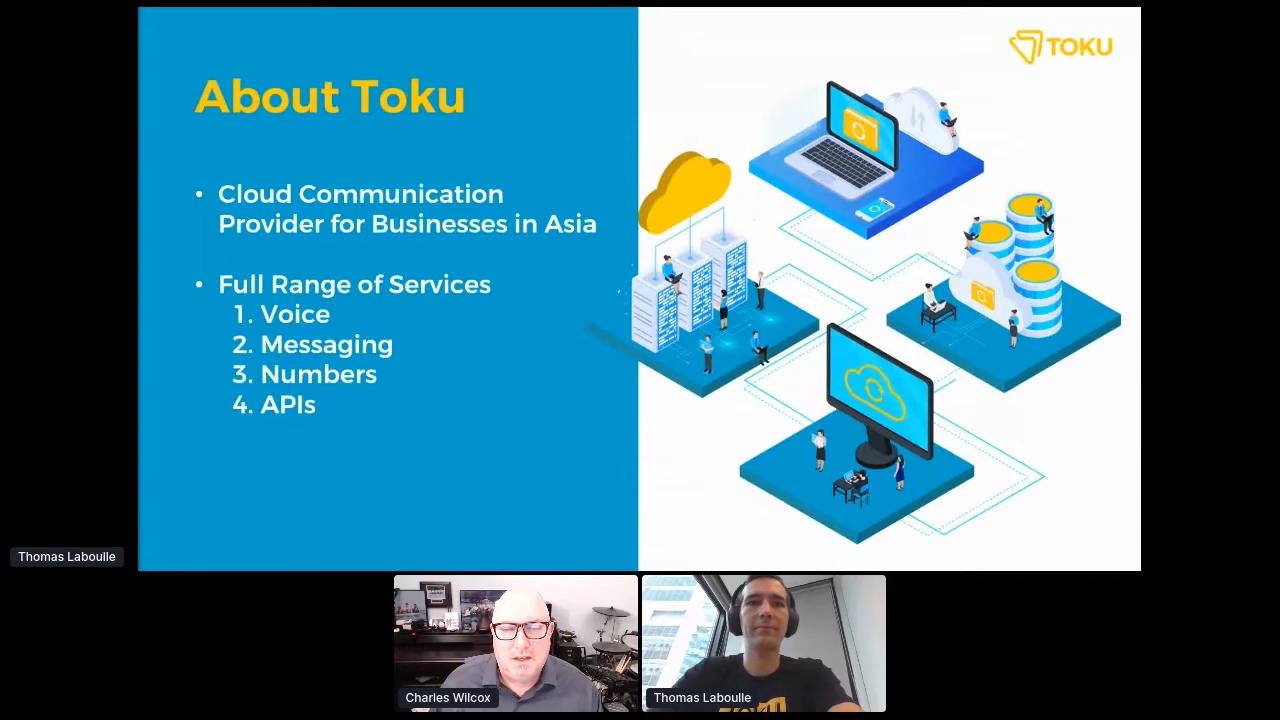 TOKU
About Toku
• Cloud Communication
Provider for Businesses in Asia
• Full Range of Services
1. Voice
2. Messaging
3. Numbers
4. APIs
Thomas Laboulle
Charles Wilcox
Thomas Laboulle